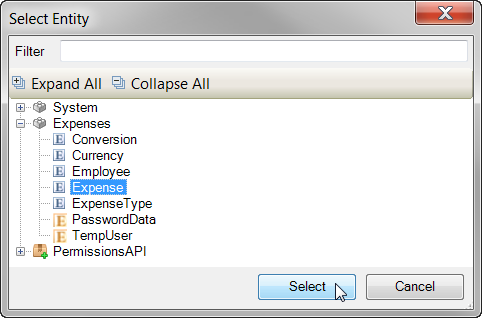 Select Entity
Filter
Expand All Collapse All
System
Expenses
E Conversion
E Currency
E Employee
E Expense
E ExpenseType
E PasswordData
E TempUser
PermissionsAPI
Select Cancel